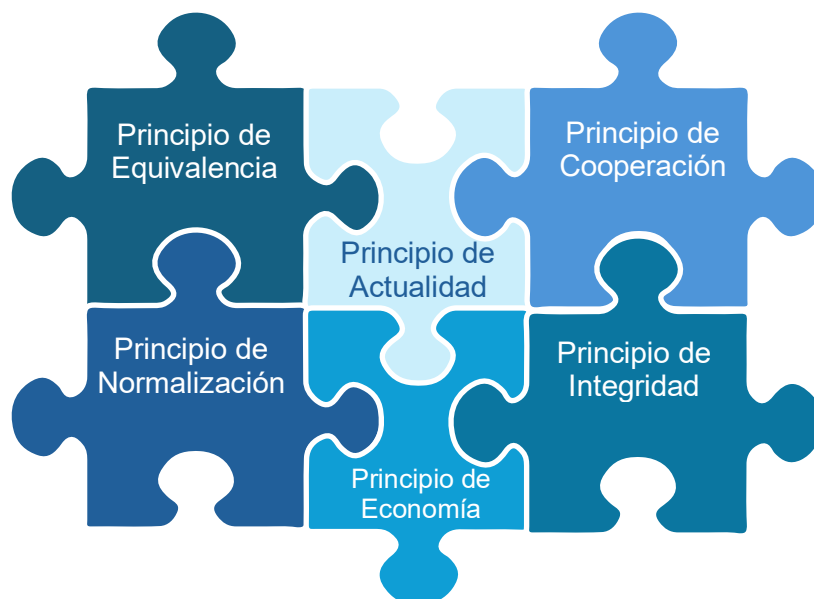 Principio de
Equivalencia
Principio de
Actualidad
Principio de
Cooperación
Principio de
Normalización
Principio de
Economía
Principio de
Integridad